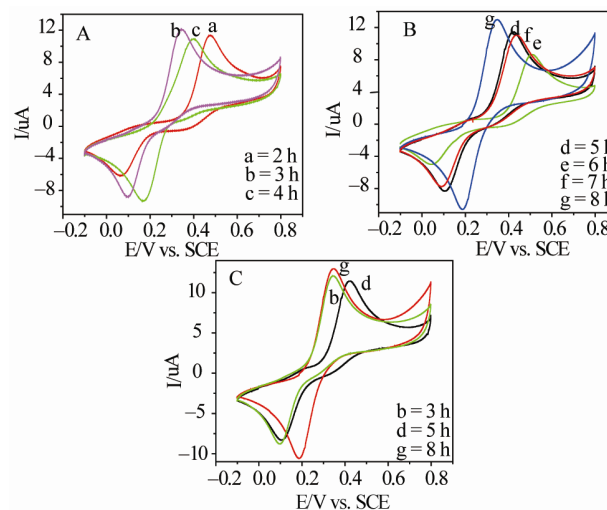 A
b
c
a
12
8
4
0
−4
−8
I/uA
a = 2 h
b = 3 h
c = 4 h
−0.2 0.0 0.2 0.4 0.6 0.8
E/V vs. SCE
B
g
d
f
e
12
8
4
0
−4
−8
I/uA
d = 5 h
e = 6 h
f = 7 h
g = 8 h
−0.2 0.0 0.2 0.4 0.6 0.8
E/V vs. SCE
C
g
b
d
15
10
5
0
−5
−10
I/uA
b = 3 h
d = 5 h
g = 8 h
−0.2 0.0 0.2 0.4 0.6 0.8
E/V vs. SCE